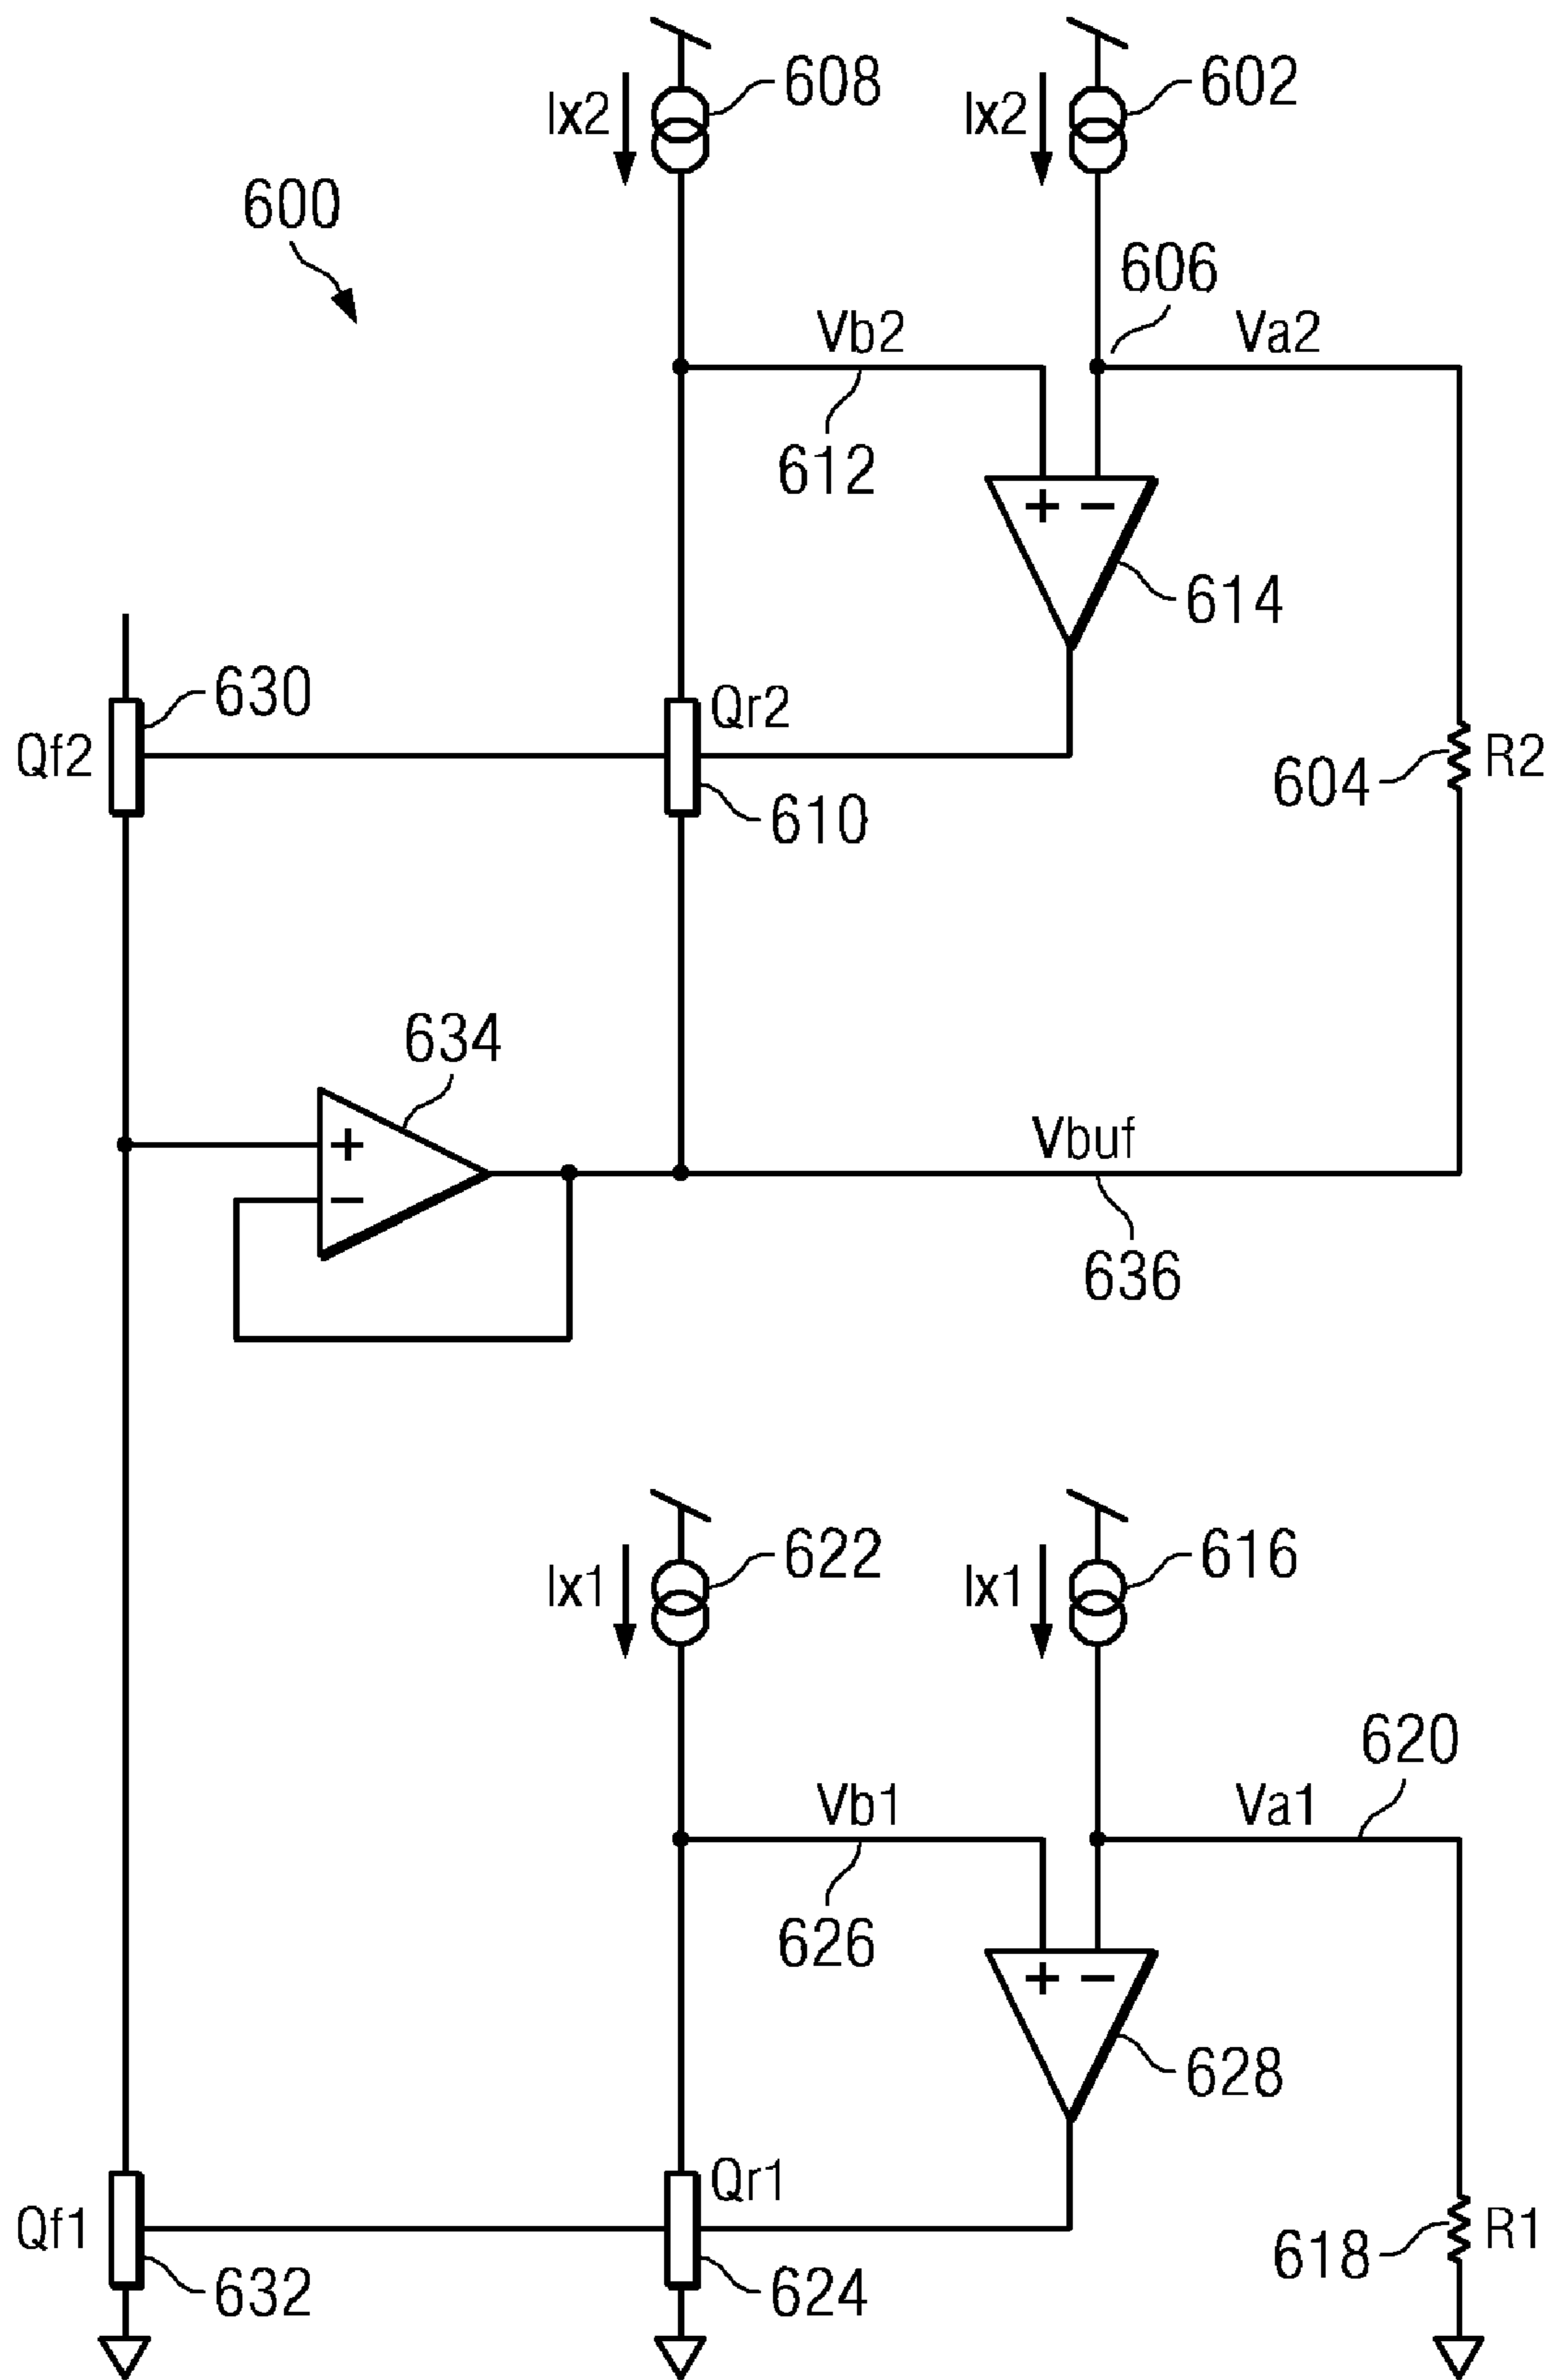 Ix2
608
Ix2
602
600
606
Vb2
Va2
612
+ −
614
630
Qr2
Qf2
610
604
R2
634
+
−
Vbuf
636
Ix1
622
Ix1
616
620
Vb1
Va1
626
+ −
628
Qr1
Qf1
632
624
618
R1